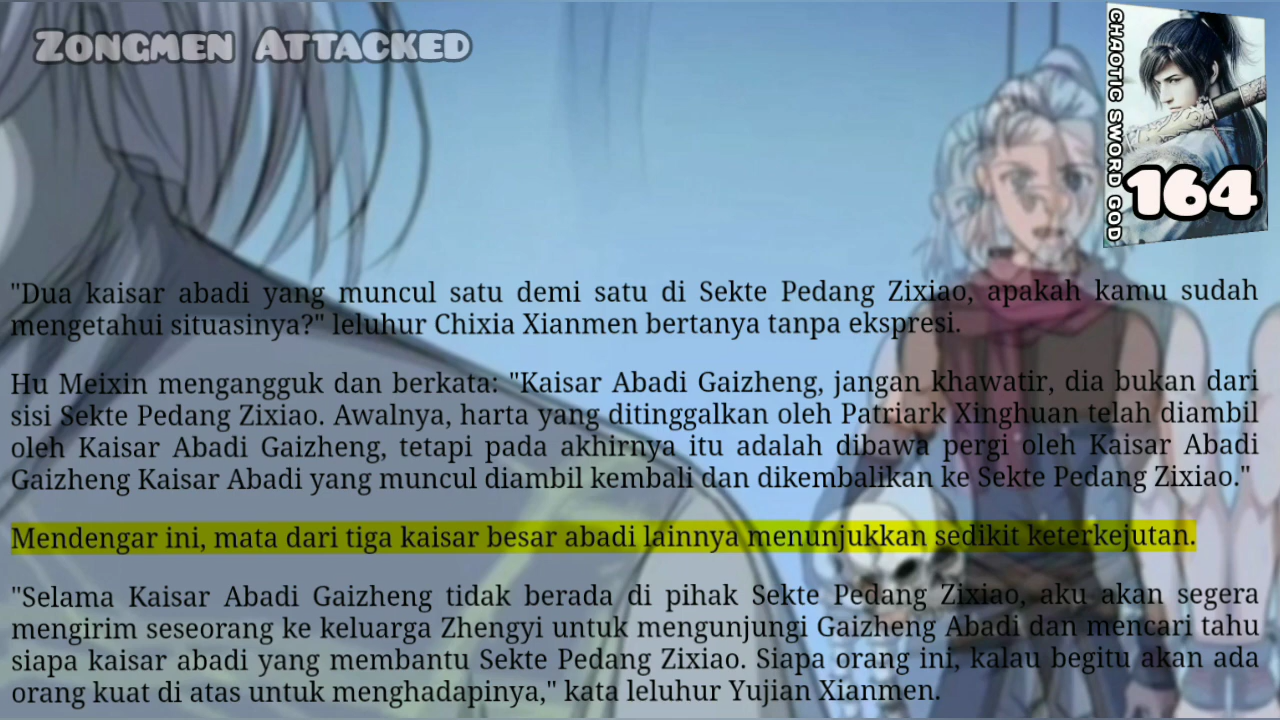 Zongmen Attacked
CHAOTIC SWORD GOD
164
"Dua kaisar abadi yang muncul satu demi satu di Sekte Pedang Zixiao, apakah kamu sudah
mengetahui situasinya?" leluhur Chixia Xianmen bertanya tanpa ekspresi.
Hu Meixin mengangguk dan berkata: "Kaisar Abadi Gaizheng, jangan khawatir, dia bukan dari
sisi Sekte Pedang Zixiao. Awalnya, harta yang ditinggalkan oleh Patriark Xinghuan telah diambil
oleh Kaisar Abadi Gaizheng, tetapi pada akhirnya itu adalah dibawa pergi oleh Kaisar Abadi
Gaizheng Kaisar Abadi yang muncul diambil kembali dan dikembalikan ke Sekte Pedang Zixiao."
Mendengar ini, mata dari tiga kaisar besar abadi lainnya menunjukkan sedikit keterkejutan.
"Selama Kaisar Abadi Gaizheng tidak berada di pihak Sekte Pedang Zixiao, aku akan segera
mengirim seseorang ke keluarga Zhengyi untuk mengunjungi Gaizheng Abadi dan mencari tahu
siapa kaisar abadi yang membantu Sekte Pedang Zixiao. Siapa orang ini, kalau begitu akan ada
orang kuat di atas untuk menghadapinya," kata leluhur Yujian Xianmen.